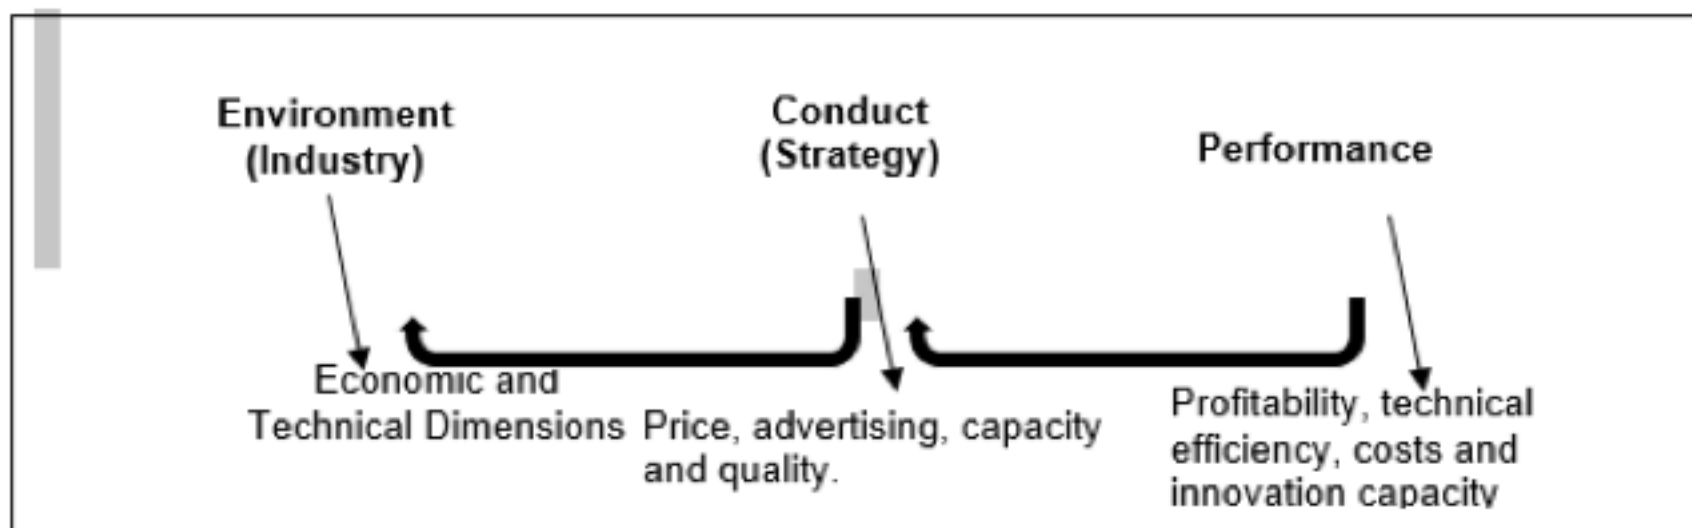 Environment
(Industry)
Conduct
(Strategy)
Performance
Economic and
Technical Dimensions
Price, advertising, capacity
and quality.
Profitability, technical
efficiency, costs and
innovation capacity